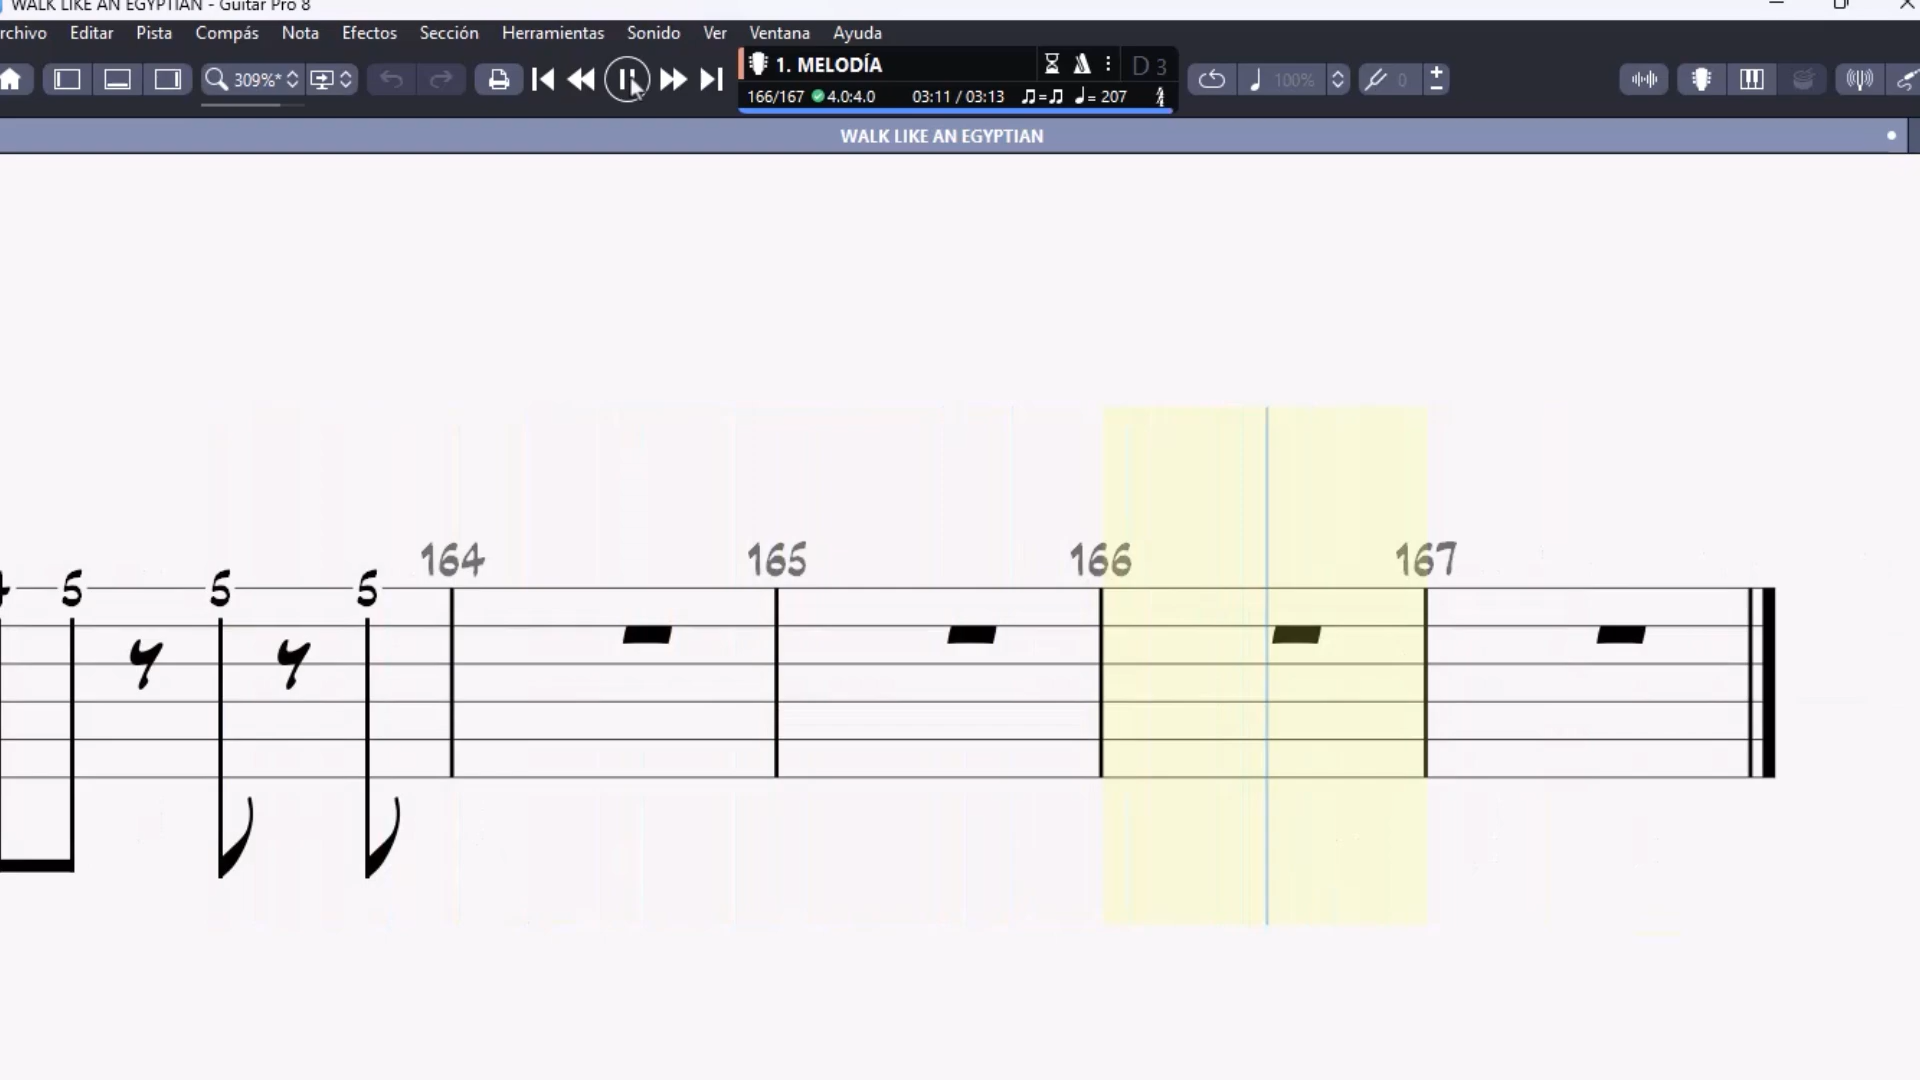 WALK LIKE AN EGYPTIAN - Guitar Pro 8
rchivo Editar Pista Compás Nota Efectos Sección Herramientas Sonido Ver Ventana Ayuda
309%* 1. MELODÍA D 3 100% 0
166/167 4.0:4.0 03:11 / 03:13 = = 207
WALK LIKE AN EGYPTIAN
164 165 166 167
4 5 5 5